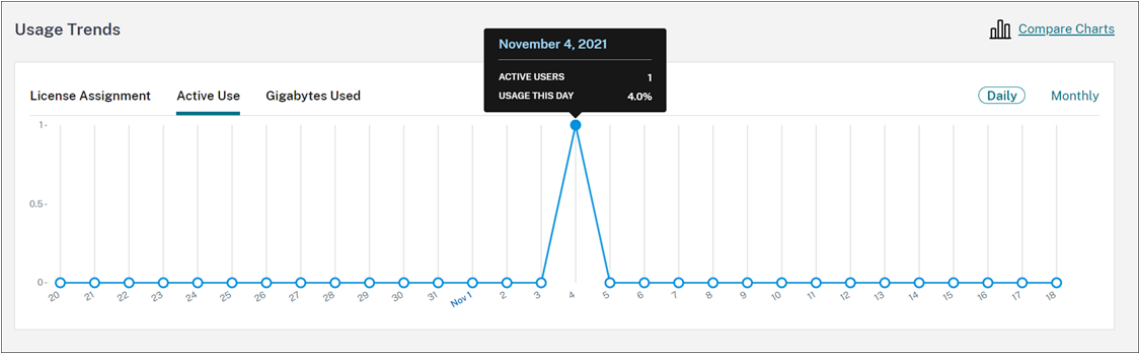 Usage Trends
Compare Charts
November 4, 2021
ACTIVE USERS 1
USAGE THIS DAY 4.0%
License Assignment Active Use Gigabytes Used
Daily Monthly
1-
0.5-
0-
20 21 22 23 24 25 26 27 28 29 30 31 Nov 1 2 3 4 5 6 7 8 9 10 11 12 13 14 15 16 17 18